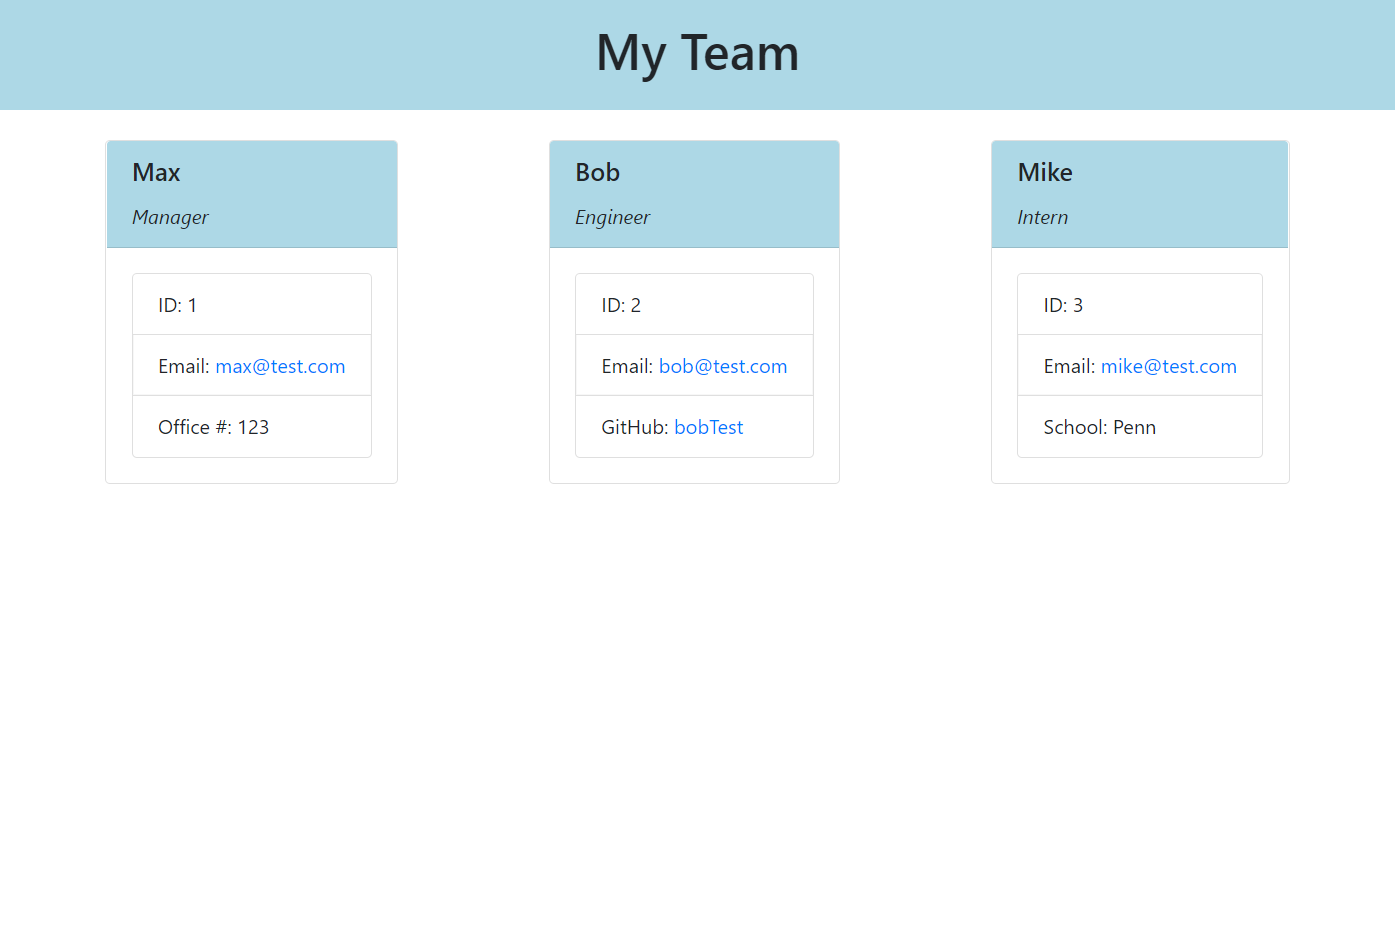 My Team
Max
Manager
ID: 1
Email: max@test.com
Office #: 123
Bob
Engineer
ID: 2
Email: bob@test.com
GitHub: bobTest
Mike
Intern
ID: 3
Email: mike@test.com
School: Penn